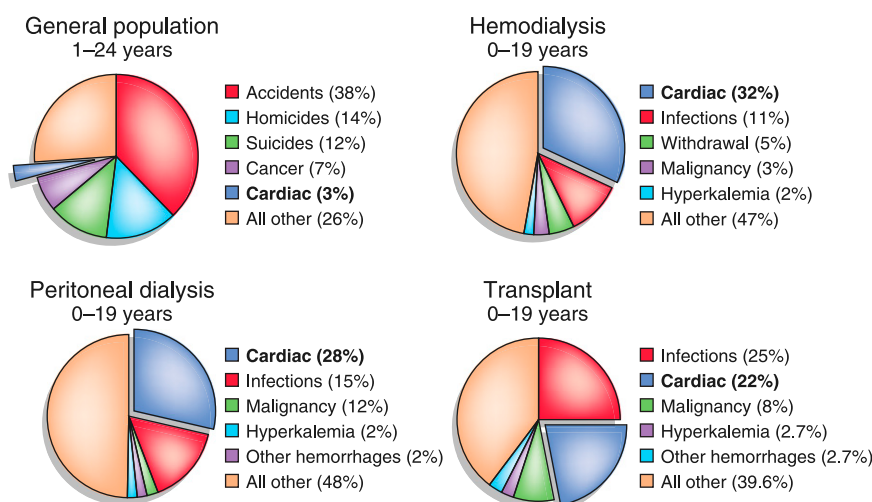 General population
1–24 years
Accidents (38%)
Homicides (14%)
Suicides (12%)
Cancer (7%)
Cardiac (3%)
All other (26%)
Hemodialysis
0–19 years
Cardiac (32%)
Infections (11%)
Withdrawal (5%)
Malignancy (3%)
Hyperkalemia (2%)
All other (47%)
Peritoneal dialysis
0–19 years
Cardiac (28%)
Infections (15%)
Malignancy (12%)
Hyperkalemia (2%)
Other hemorrhages (2%)
All other (48%)
Transplant
0–19 years
Infections (25%)
Cardiac (22%)
Malignancy (8%)
Hyperkalemia (2.7%)
Other hemorrhages (2.7%)
All other (39.6%)